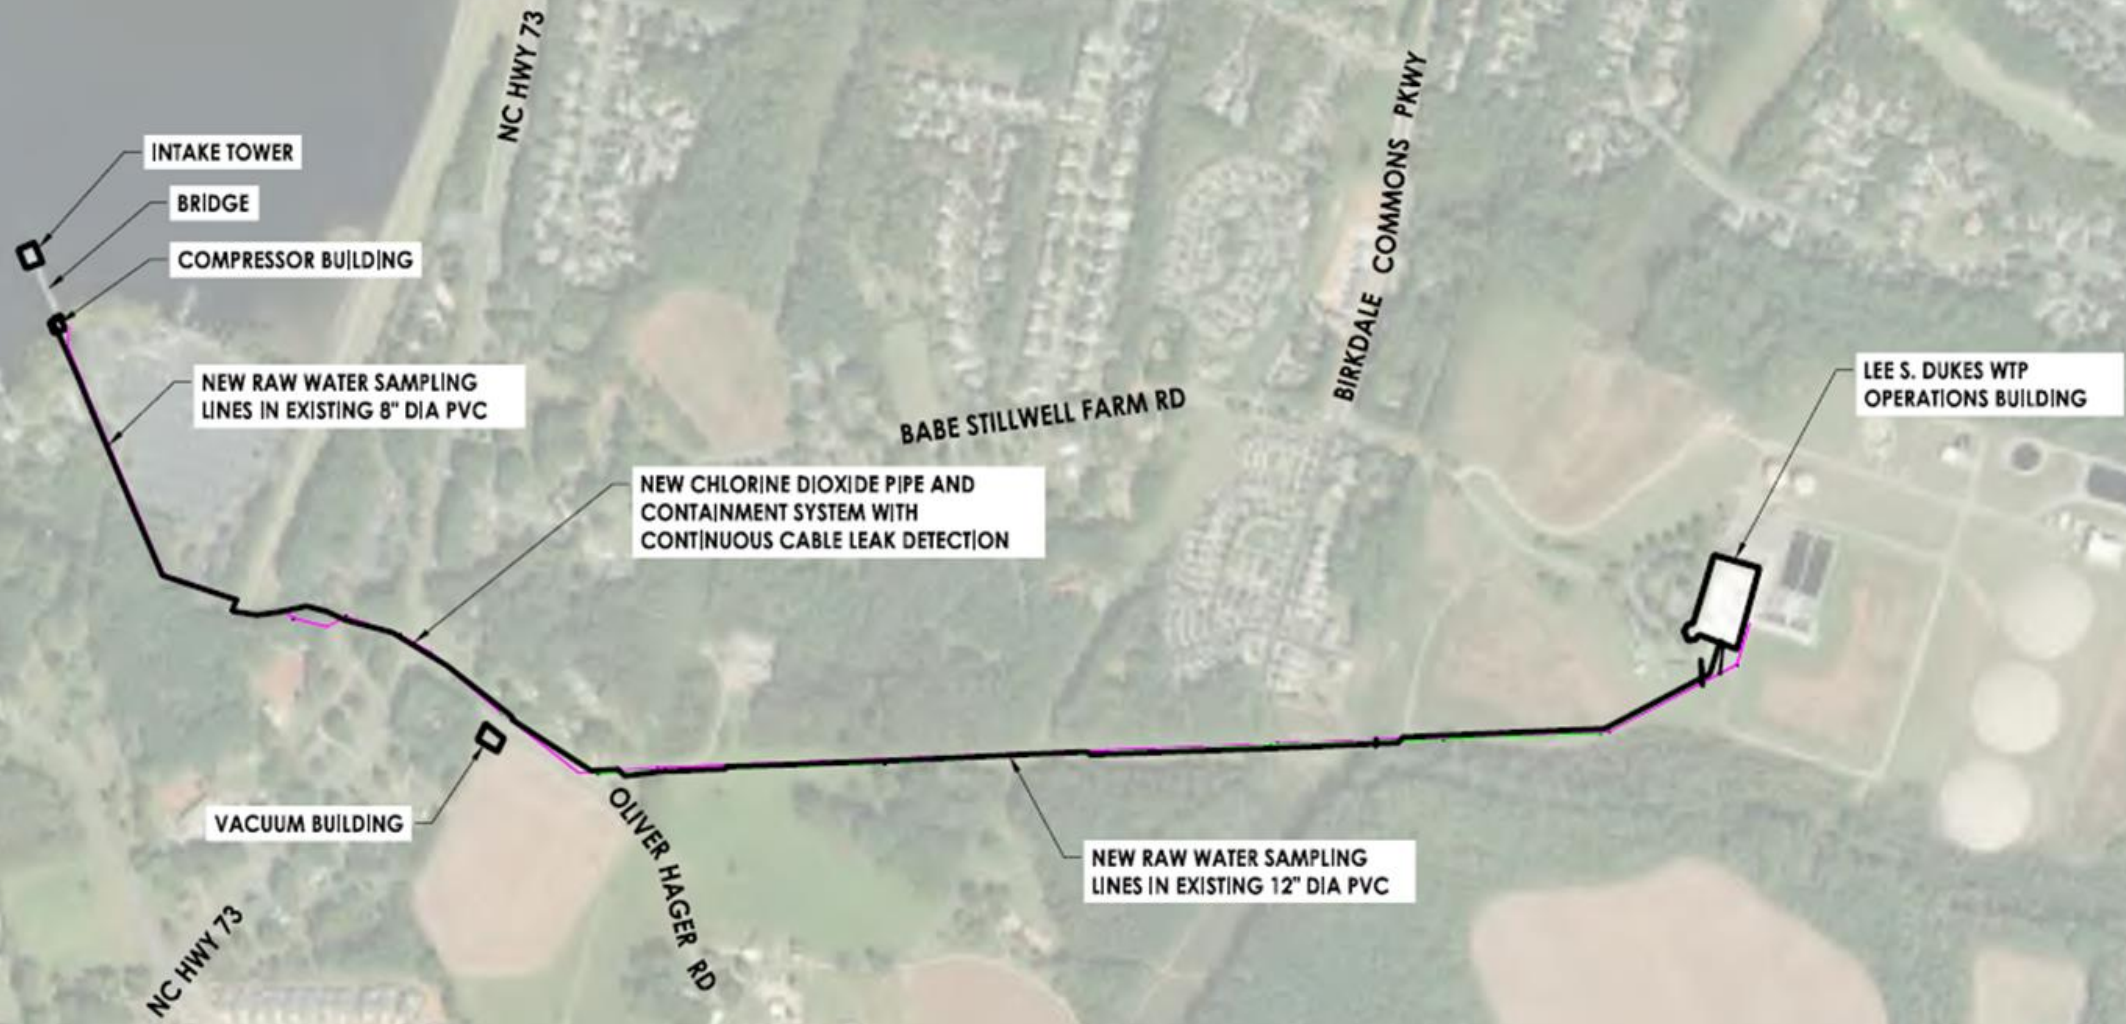 NC HWY 73
INTAKE TOWER
BRIDGE
COMPRESSOR BUILDING
BIRKDALE COMMONS PKWY
NEW RAW WATER SAMPLING
LINES IN EXISTING 8" DIA PVC
BABE STILLWELL FARM RD
LEE S. DUKES WTP
OPERATIONS BUILDING
NEW CHLORINE DIOXIDE PIPE AND
CONTAINMENT SYSTEM WITH
CONTINUOUS CABLE LEAK DETECTION
VACUUM BUILDING
OLIVER HAGER RD
NEW RAW WATER SAMPLING
LINES IN EXISTING 12" DIA PVC
NC HWY 73